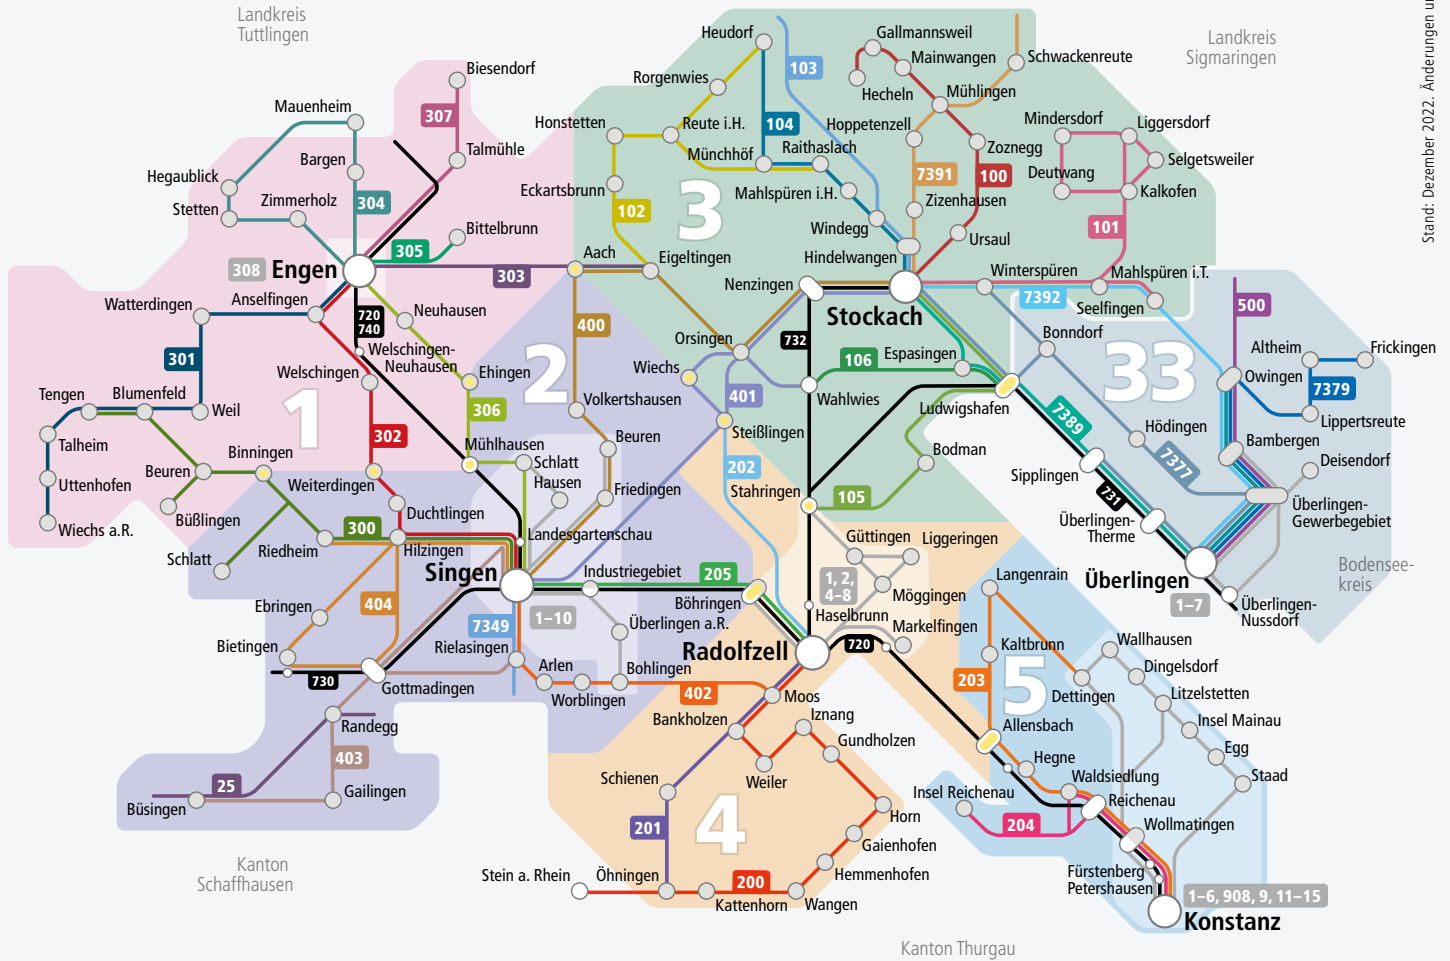 Landkreis
Tuttlingen
Landkreis
Sigmaringen
Stand: Dezember 2022. Änderungen
Heudorf
103
Gallmannsweil
Mainwangen
Schwackenreute
Biesendorf
Rorgenwies
Hecheln
Mühlingen
Mauenheim
307
Honstetten
Reute i.H.
104
Hoppetenzell
Mindersdorf
Liggersdorf
Talmühle
Münchhöf
Raithaslach
Zoznegg
Bargen
Selgetsweiler
Hegaublick
Eckartsbrunn
Mahlspüren i.H.
7391
100
Deutwang
Kalkofen
Stetten
Zimmerholz
304
102
3
Zizenhausen
Bittelbrunn
Windegg
Ursaul
101
305
Aach
Eigeltingen
Hindelwangen
308
Engen
303
Nenzingen
Winterspüren
Mahlspüren i.T.
Watterdingen
Anselfingen
Neuhausen
7392
Seelfingen
500
720
740
400
Stockach
732
Bonndorf
Welschingen-
Neuhausen
2
Orsingen
106
Espasingen
33
Altheim
Frickingen
301
Welschingen
Ehingen
Wiechs
Owingen
7379
Tengen
Blumenfeld
Weil
1
306
Volkertshausen
401
Wahlwies
Ludwigshafen
7389
Lippertsreute
Talheim
302
Mühlhausen
Beuren
Steißlingen
Hödingen
Bambergen
Binningen
Schlatt
Bodman
Deisendorf
Beuren
Weiterdingen
Hausen
202
Sipplingen
7377
Uttenhofen
Friedingen
Stahringen
105
731
Büßlingen
Duchtlingen
Überlingen-
Gewerbegebiet
Wiechs a.R.
300
Landesgartenschau
Überlingen-
Therme
Schlatt
Riedheim
Hilzingen
Güttingen
Liggeringen
Singen
Industriegebiet
205
1, 2,
4–8
Langenrain
Überlingen
Bodensee-
kreis
Ebringen
404
Böhringen
Möggingen
1–7
Überlingen-
Nussdorf
7349
1–10
Überlingen a.R.
Haselbrunn
Markelfingen
Bietingen
Rielasingen
Radolfzell
720
Kaltbrunn
Wallhausen
730
Gottmadingen
Arlen
Bohlingen
203
5
Dingelsdorf
Worblingen
402
Moos
Dettingen
Litzelstetten
Randegg
Bankholzen
Iznang
Allensbach
Insel Mainau
403
Gundholzen
Hegne
Egg
25
Schienen
Weiler
Waldsiedlung
Staad
Büsingen
Gailingen
Insel Reichenau
Reichenau
201
4
Horn
204
Wollmatingen
Gaienhofen
Kanton
Schaffhausen
Stein a. Rhein
Öhningen
200
Hemmenhofen
Fürstenberg
Petershausen
Kattenhorn
Wangen
1–6, 908, 9, 11–15
Konstanz
Kanton Thurgau